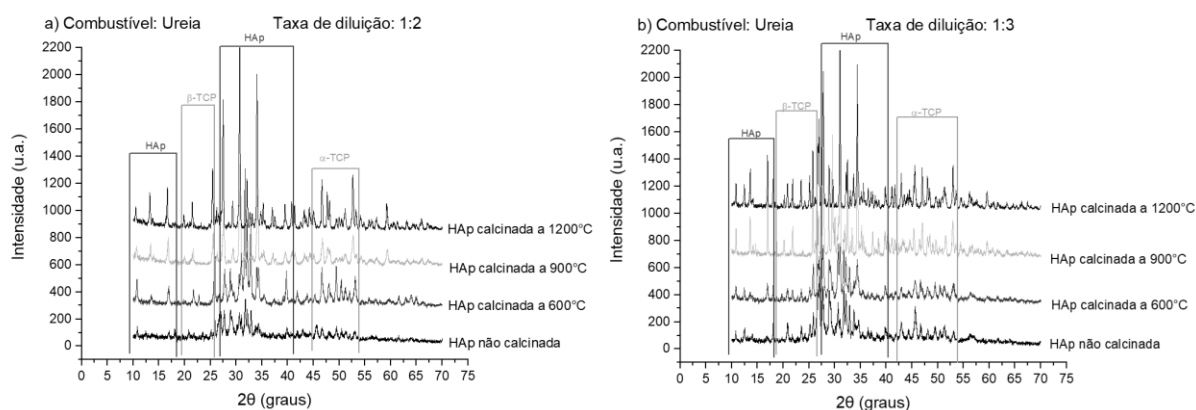 a) Combustível: Ureia Taxa de diluição: 1:2
HAp
2200
2000
1800
1600
1400
1200
1000
800
600
400
200
0
Intensidade (u.a.)
β-TCP
HAp
α-TCP
HAp calcinada a 1200°C
HAp calcinada a 900°C
HAp calcinada a 600°C
HAp não calcinada
0 5 10 15 20 25 30 35 40 45 50 55 60 65 70 75
2θ (graus)
b) Combustível: Ureia Taxa de diluição: 1:3
HAp
2200
2000
1800
1600
1400
1200
1000
800
600
400
200
0
Intensidade (u.a.)
β-TCP
α-TCP
HAp
HAp calcinada a 1200°C
HAp calcinada a 900°C
HAp calcinada a 600°C
HAp não calcinada
0 5 10 15 20 25 30 35 40 45 50 55 60 65 70 75
2θ (graus)